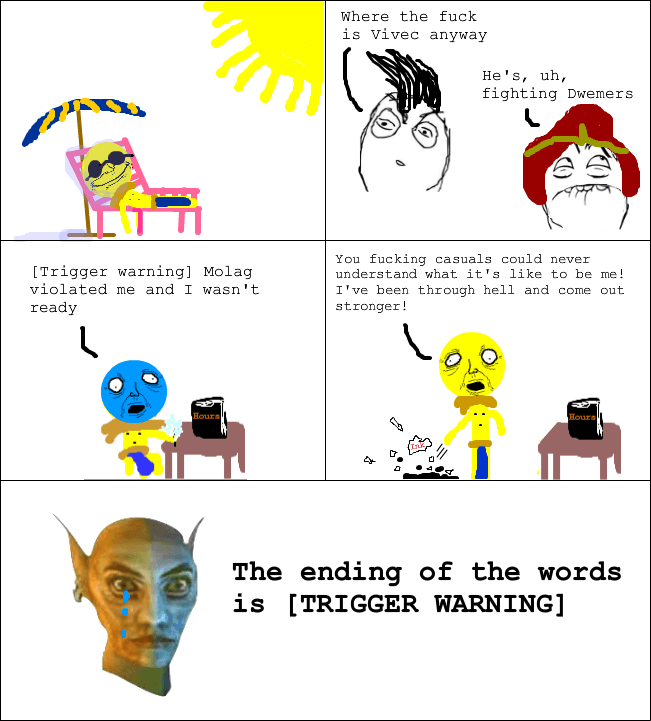 Where the fuck
is Vivec anyway
He's, uh,
fighting Dwemers
[Trigger warning] Molag
violated me and I wasn't
ready
Hours
You fucking casuals could never
understand what it's like to be me!
I've been through hell and come out
stronger!
Ink
Hours
The ending of the words
is [TRIGGER WARNING]